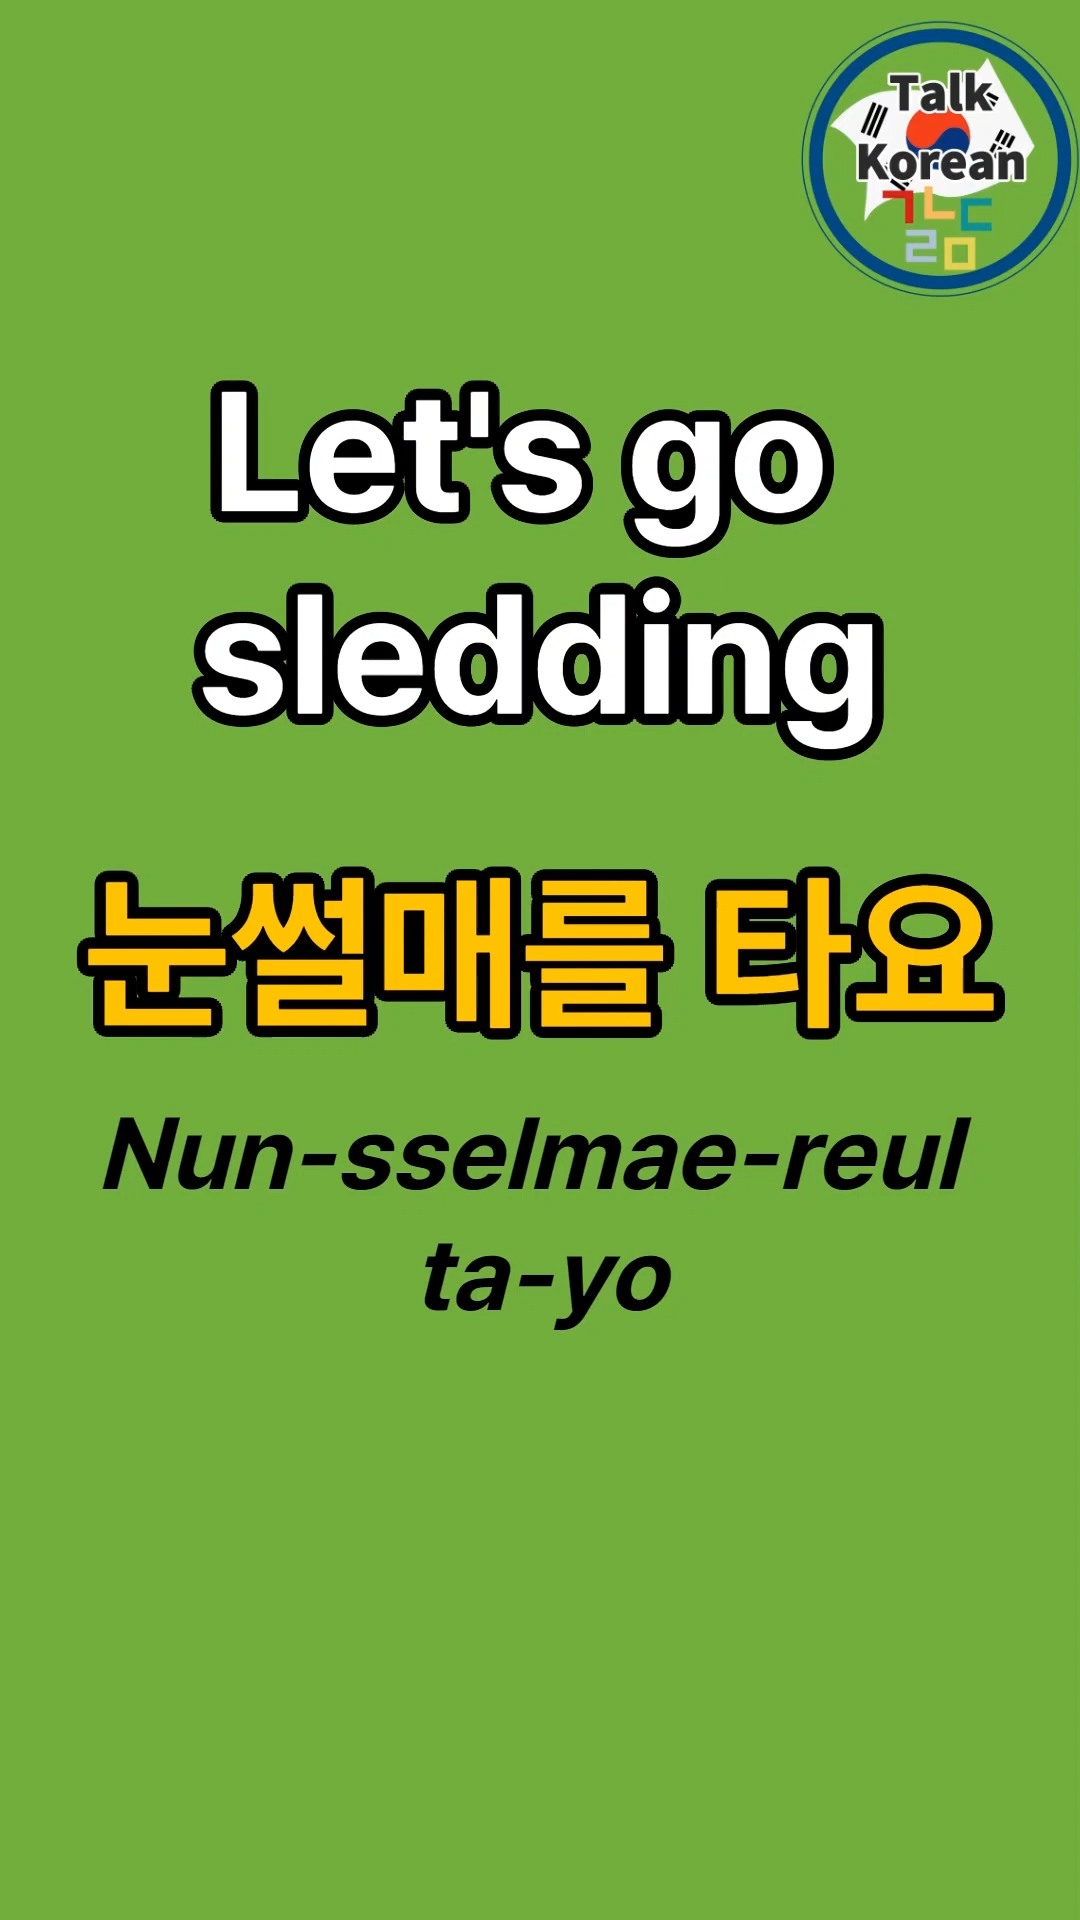 Talk
Korean
ㄱㄴㄷ
ㄹㅁ
Let's go
sledding
눈썰매를 타요
Nun-sselmae-reul
ta-yo